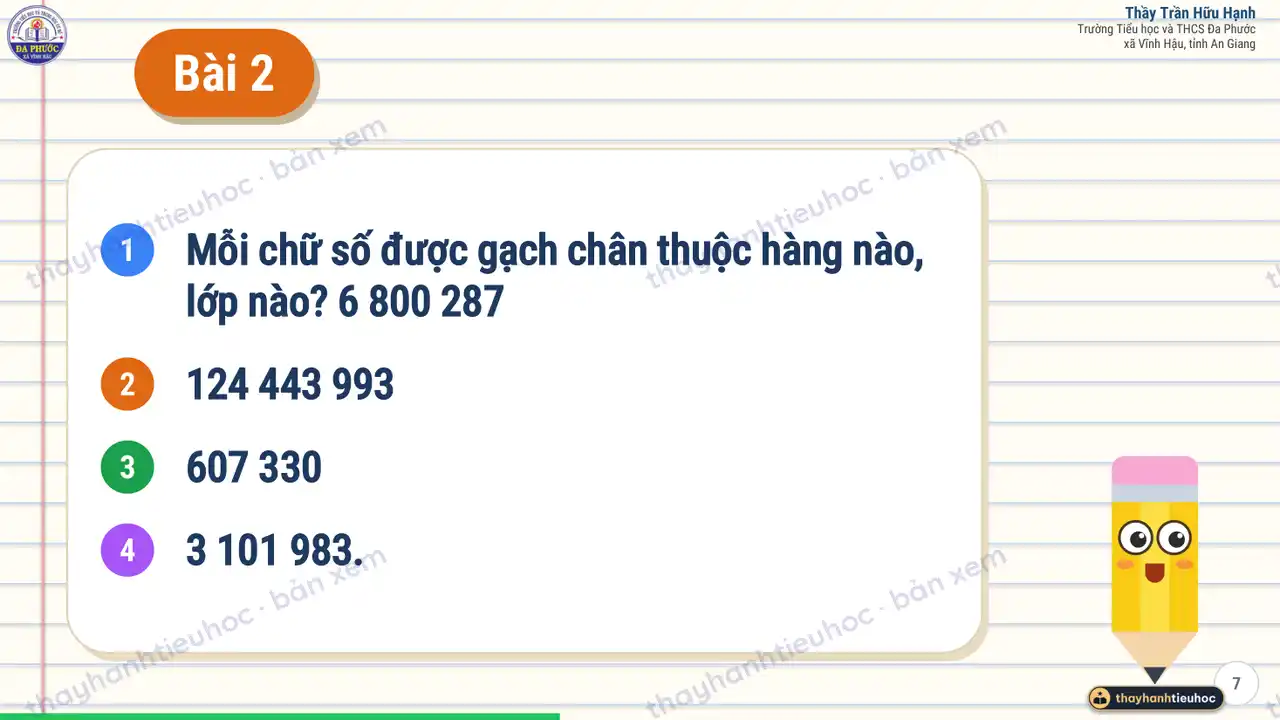 Thầy Trần Hữu Hạnh
Trường Tiểu học và THCS Đa Phước
xã Vĩnh Hậu, tỉnh An Giang
ĐA PHƯỚC
XÃ VĨNH HẬU
Bài 2
1 Mỗi chữ số được gạch chân thuộc hàng nào,
lớp nào? 6 800 287
2 124 443 993
3 607 330
4 3 101 983.
thayhanhtieuhoc · bản xem
thayhanhtieuhoc · bản xem
thayhanhtieuhoc · bản xem
thayhanhtieuhoc · bản xem
thayhanhtieuhoc
7